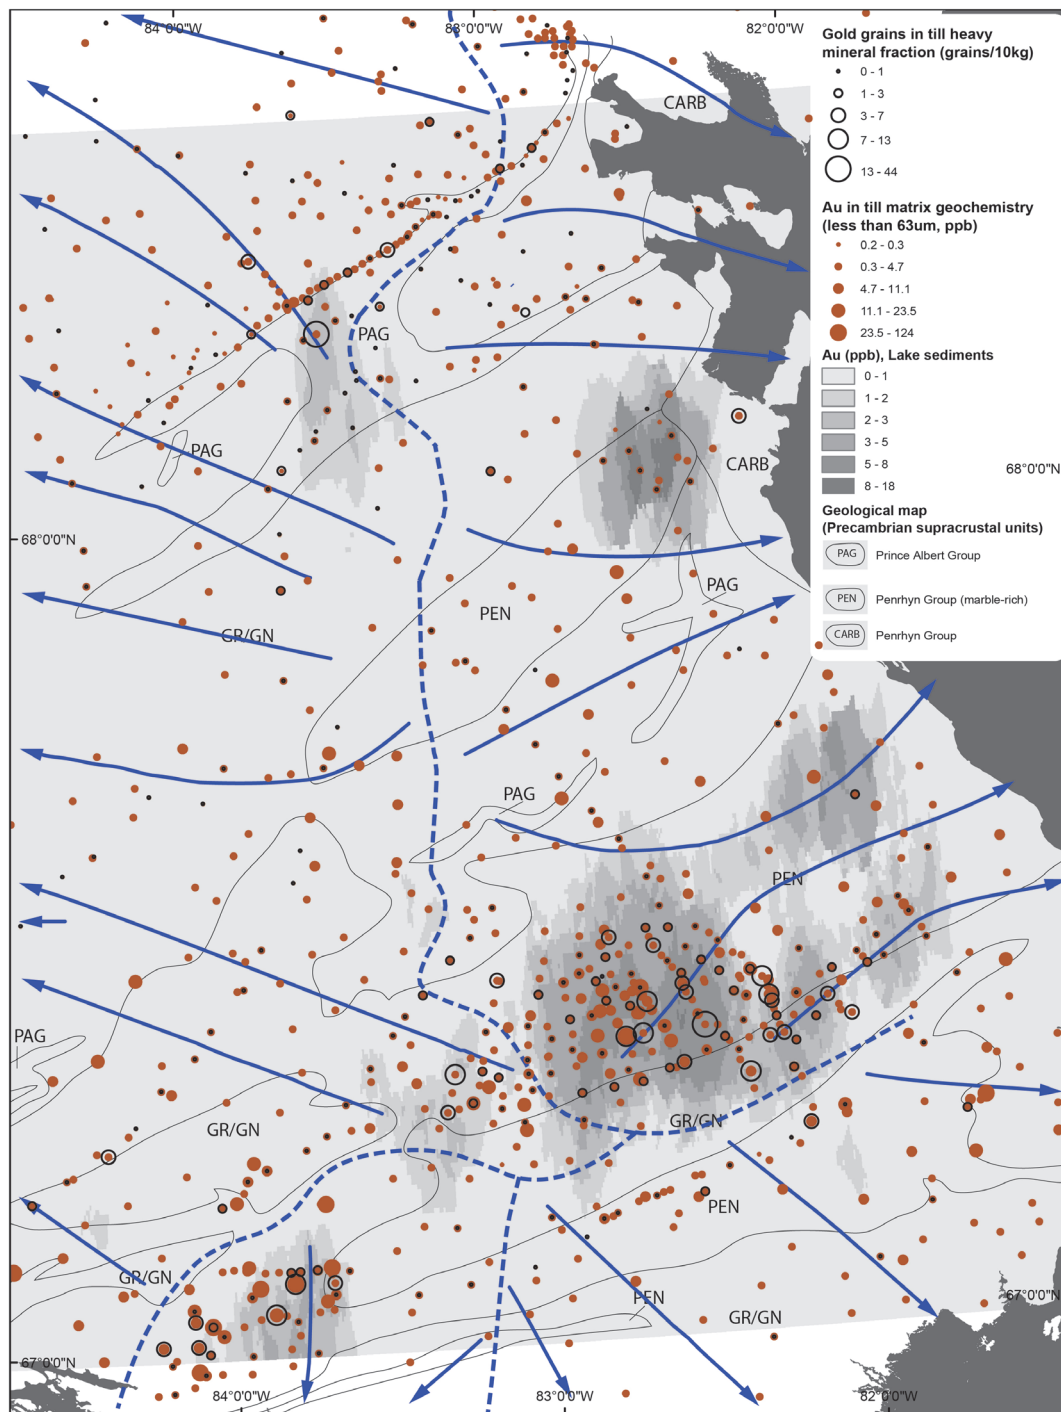 84°0'0"W
83°0'0"W
82°0'0"W
Gold grains in till heavy
mineral fraction (grains/10kg)
0 - 1
1 - 3
3 - 7
7 - 13
13 - 44
Au in till matrix geochemistry
(less than 63um, ppb)
0.2 - 0.3
0.3 - 4.7
4.7 - 11.1
11.1 - 23.5
23.5 - 124
Au (ppb), Lake sediments
0 - 1
1 - 2
2 - 3
3 - 5
5 - 8
8 - 18
Geological map
(Precambrian supracrustal units)
PAG Prince Albert Group
PEN Penrhyn Group (marble-rich)
CARB Penrhyn Group
CARB
PAG
PAG
CARB
68°0'0"N
68°0'0"N
PAG
PEN
GR/GN
PAG
PEN
PAG
GR/GN
GR/GN
PEN
GR/GN
PEN
GR/GN
67°0'0"N
67°0'0"N
84°0'0"W
83°0'0"W
82°0'0"W